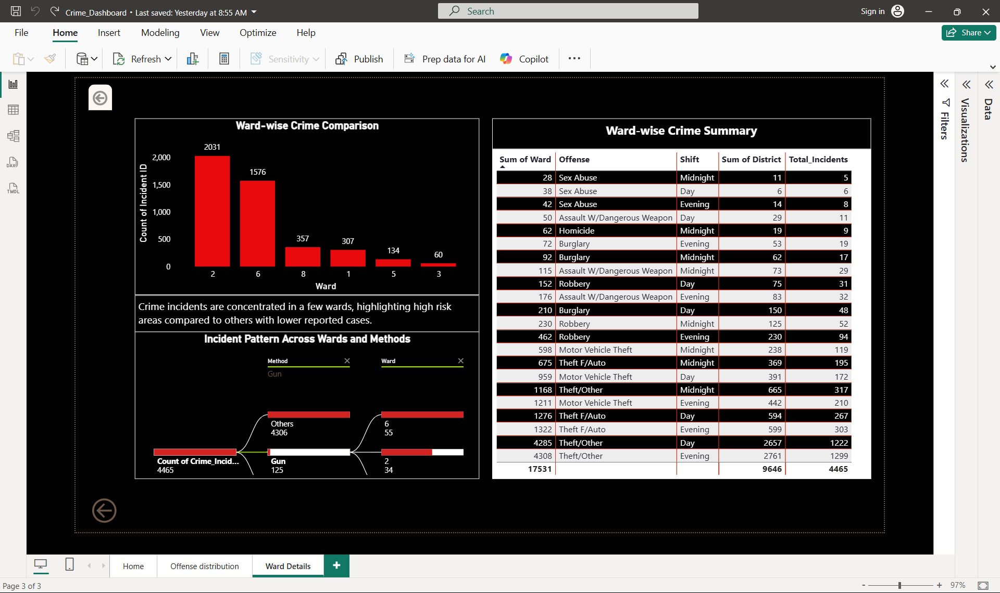 Crime_Dashboard • Last saved: Yesterday at 8:55 AM
Search
Sign in
File Home Insert Modeling View Optimize Help
Share
Refresh
Sensitivity
Publish
Prep data for AI
Copilot
Ward-wise Crime Comparison
Count of Incident ID
2,000
1,500
1,000
500
0
2031
1576
357
307
134
60
2 6 8 1 5 3
Ward
Crime incidents are concentrated in a few wards, highlighting high risk
areas compared to others with lower reported cases.
Incident Pattern Across Wards and Methods
Method Ward
Gun
Others
4306
6
55
Count of Crime_Incid...
4465
Gun
125
2
34
Ward-wise Crime Summary
Sum of Ward Offense Shift Sum of District Total_Incidents
28 Sex Abuse Midnight 11 5
38 Sex Abuse Day 6 6
42 Sex Abuse Evening 14 8
50 Assault W/Dangerous Weapon Day 29 11
62 Homicide Midnight 19 9
72 Burglary Evening 53 19
92 Burglary Midnight 62 17
115 Assault W/Dangerous Weapon Midnight 73 29
152 Robbery Day 75 31
176 Assault W/Dangerous Weapon Evening 83 32
210 Burglary Day 150 48
230 Robbery Midnight 125 52
462 Robbery Evening 230 94
598 Motor Vehicle Theft Midnight 238 119
675 Theft F/Auto Midnight 369 195
959 Motor Vehicle Theft Day 391 172
1168 Theft/Other Midnight 665 317
1211 Motor Vehicle Theft Evening 442 210
1276 Theft F/Auto Day 594 267
1322 Theft F/Auto Evening 599 303
4285 Theft/Other Day 2657 1222
4308 Theft/Other Evening 2761 1299
17531 9646 4465
Filters
Visualizations
Data
DAX
TMDL
Home Offense distribution Ward Details
Page 3 of 3
97%